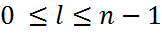 0 ≤ l ≤ n − 1